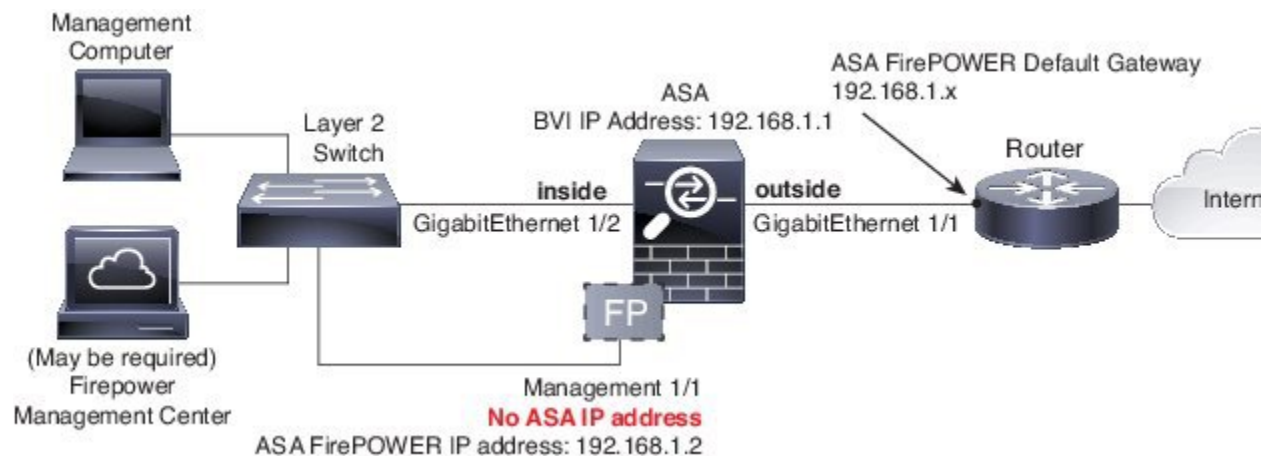 Management
Computer
Layer 2
Switch
(May be required)
Firepower
Management Center
inside
GigabitEthernet 1/2
ASA
BVI IP Address: 192.168.1.1
outside
GigabitEthernet 1/1
FP
Management 1/1
No ASA IP address
ASA FirePOWER IP address: 192.168.1.2
ASA FirePOWER Default Gateway
192.168.1.x
Router
Intern